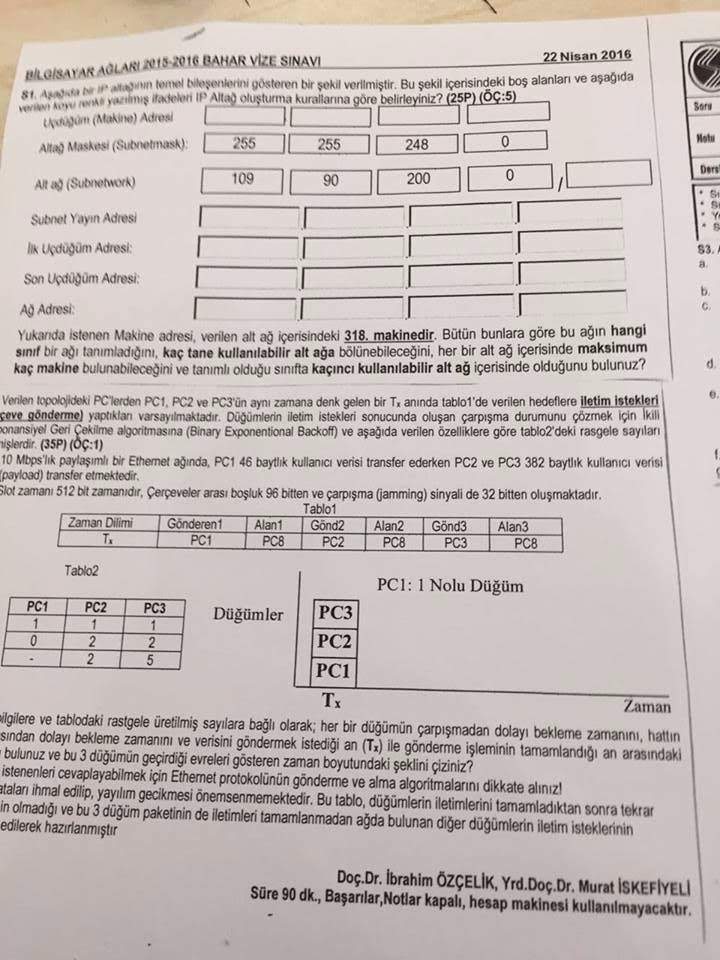 BİLGİSAYAR AĞLARI 2015-2016 BAHAR VİZE SINAVI 22 Nisan 2016
S1. Aşağıda bir IP altağının temel bileşenlerini gösteren bir şekil verilmiştir. Bu şekil içerisindeki boş alanları ve aşağıda
verilen koyu renkli yazılmış ifadeleri IP Altağ oluşturma kurallarına göre belirleyiniz? (25P) (ÖÇ:5)
Uçdüğüm (Makine) Adresi
Altağ Maskesi (Subnetmask): 255 255 248 0
Alt ağ (Subnetwork) 109 90 200 0 /
Subnet Yayın Adresi
İlk Uçdüğüm Adresi:
Son Uçdüğüm Adresi:
Ağ Adresi:
Yukarıda istenen Makine adresi, verilen alt ağ içerisindeki 318. makinedir. Bütün bunlara göre bu ağın hangi
sınıf bir ağı tanımladığını, kaç tane kullanılabilir alt ağa bölünebileceğini, her bir alt ağ içerisinde maksimum
kaç makine bulunabileceğini ve tanımlı olduğu sınıfta kaçıncı kullanılabilir alt ağ içerisinde olduğunu bulunuz?
Verilen topolojideki PC'lerden PC1, PC2 ve PC3'ün aynı zamana denk gelen bir Tx anında tablo1'de verilen hedeflere iletim istekleri
çeve gönderme) yaptıkları varsayılmaktadır. Düğümlerin iletim istekleri sonucunda oluşan çarpışma durumunu çözmek için İkili
ponansiyel Geri Çekilme algoritmasına (Binary Exponentional Backoff) ve aşağıda verilen özelliklere göre tablo2'deki rasgele sayıları
mişlerdir. (35P) (ÖÇ:1)
10 Mbps'lık paylaşımlı bir Ethernet ağında, PC1 46 baytlık kullanıcı verisi transfer ederken PC2 ve PC3 382 baytlık kullanıcı verisi
(payload) transfer etmektedir.
Slot zamanı 512 bit zamanıdır, Çerçeveler arası boşluk 96 bitten ve çarpışma (jamming) sinyali de 32 bitten oluşmaktadır.
Tablo1
Zaman Dilimi Gönderen1 Alan1 Gönd2 Alan2 Gönd3 Alan3
Tx PC1 PC8 PC2 PC8 PC3 PC8
Tablo2
PC1 PC2 PC3
1 1 1
0 2 2
- 2 5
PC1: 1 Nolu Düğüm
Düğümler
PC3
PC2
PC1
Tx Zaman
bilgilere ve tablodaki rastgele üretilmiş sayılara bağlı olarak; her bir düğümün çarpışmadan dolayı bekleme zamanını, hattın
sından dolayı bekleme zamanını ve verisini göndermek istediği an (Tx) ile gönderme işleminin tamamlandığı an arasındaki
bulunuz ve bu 3 düğümün geçirdiği evreleri gösteren zaman boyutundaki şeklini çiziniz?
istenenleri cevaplayabilmek için Ethernet protokolünün gönderme ve alma algoritmalarını dikkate alınız!
ataları ihmal edilip, yayılım gecikmesi önemsenmemektedir. Bu tablo, düğümlerin iletimlerini tamamladıktan sonra tekrar
in olmadığı ve bu 3 düğüm paketinin de iletimleri tamamlanmadan ağda bulunan diğer düğümlerin iletim isteklerinin
edilerek hazırlanmıştır
Doç.Dr. İbrahim ÖZÇELİK, Yrd.Doç.Dr. Murat İSKEFİYELİ
Süre 90 dk., Başarılar,Notlar kapalı, hesap makinesi kullanılmayacaktır.
Soru
Notu
Ders
S3.
a.
b.
c.
d.
e.